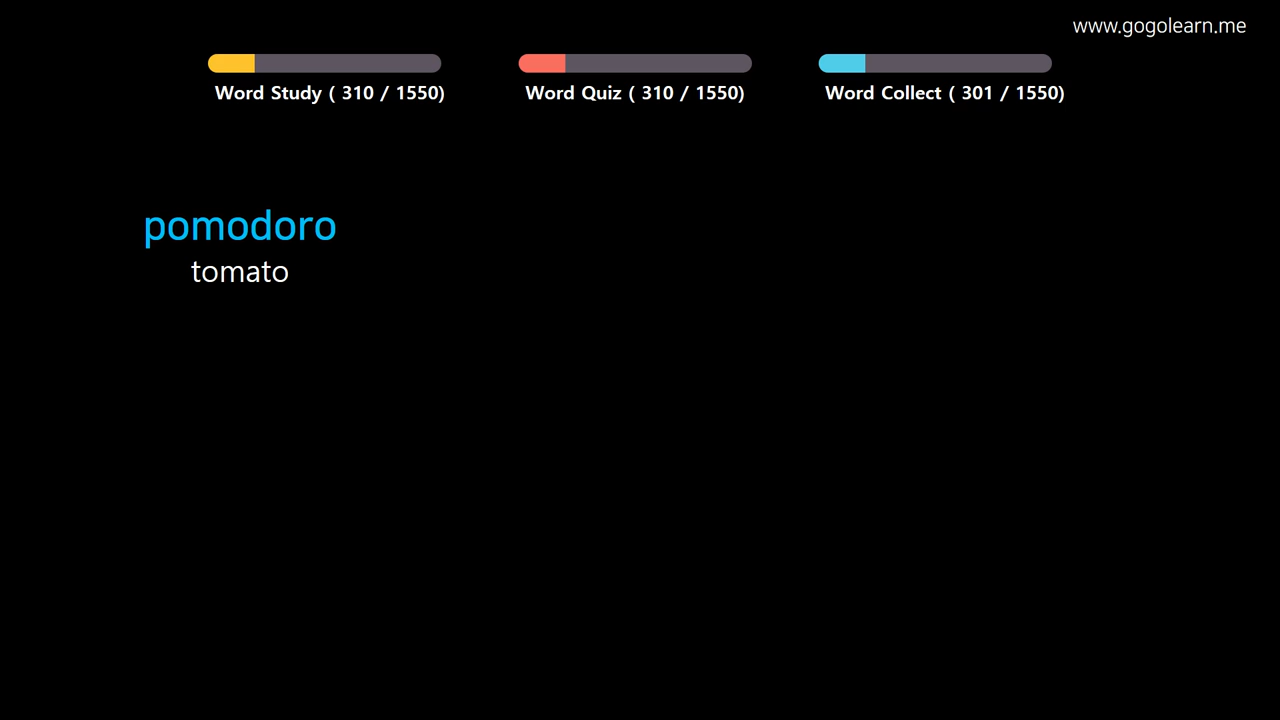 www.gogolearn.me
Word Study ( 310 / 1550)
Word Quiz ( 310 / 1550)
Word Collect ( 301 / 1550)
pomodoro
tomato